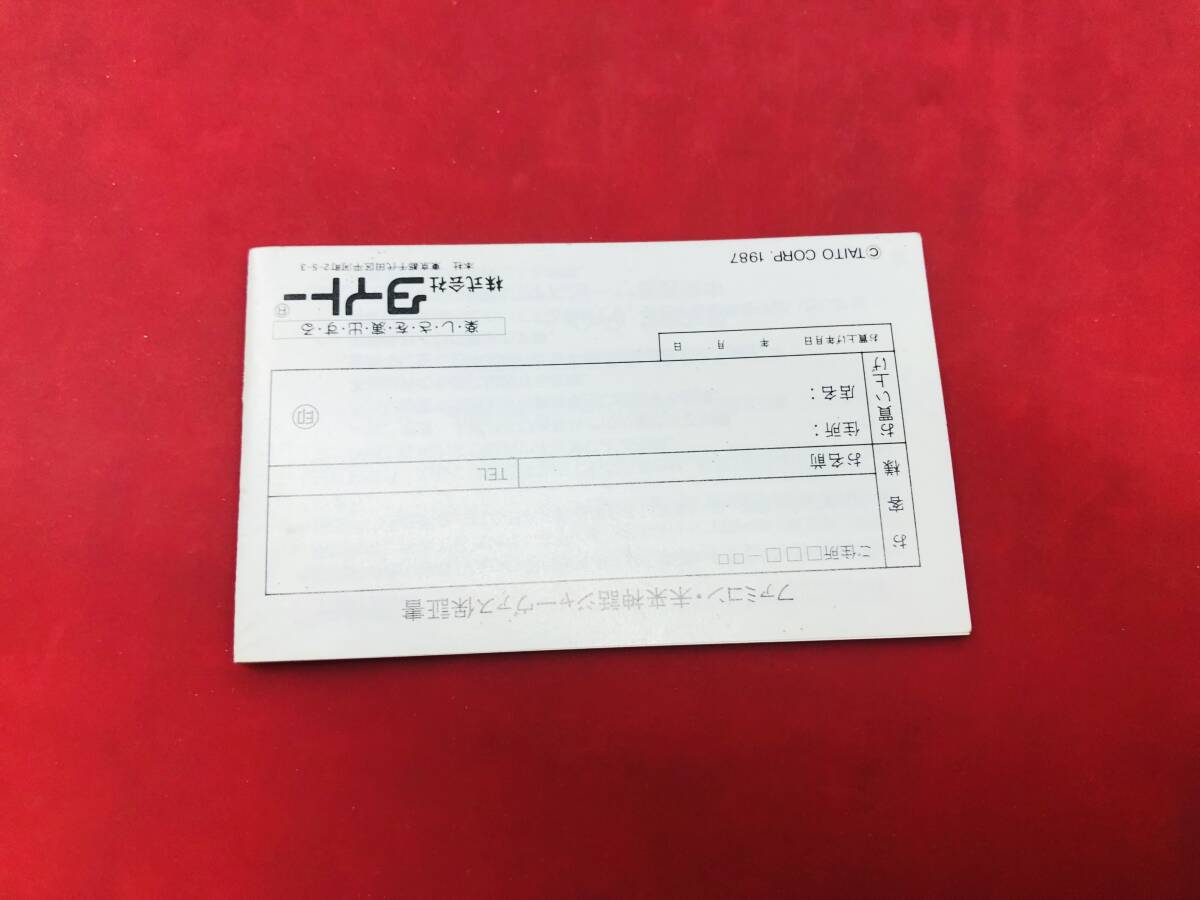 ファミコン・未来神話ジャーヴァス保証書
お客様
ご住所□□□-□□
お名前
TEL
お買い上げ
住所：
店名：
印
お買上げ年月日 年 月 日
楽・し・さ・を・演・出・す・る
株式会社タイトー®
本社 東京都千代田区平河町2-5-3
©TAITO CORP. 1987